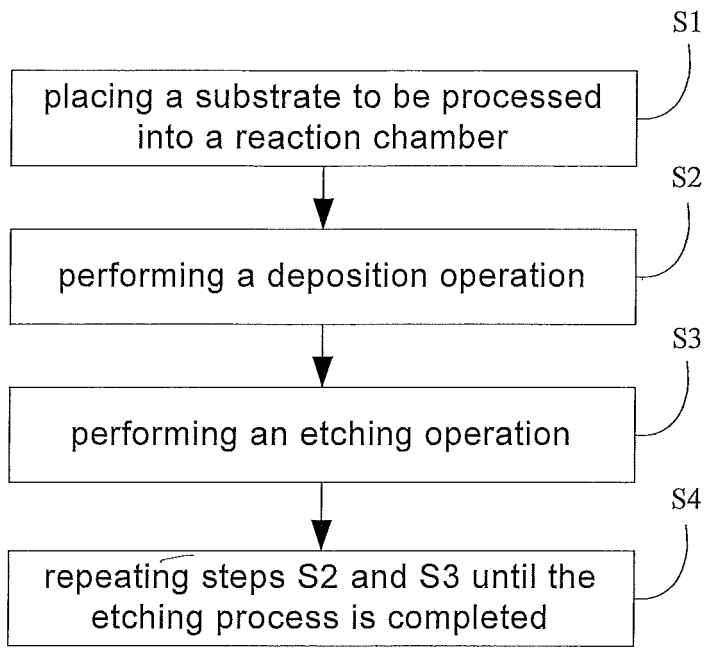 S1
placing a substrate to be processed
into a reaction chamber
S2
performing a deposition operation
S3
performing an etching operation
S4
repeating steps S2 and S3 until the
etching process is completed